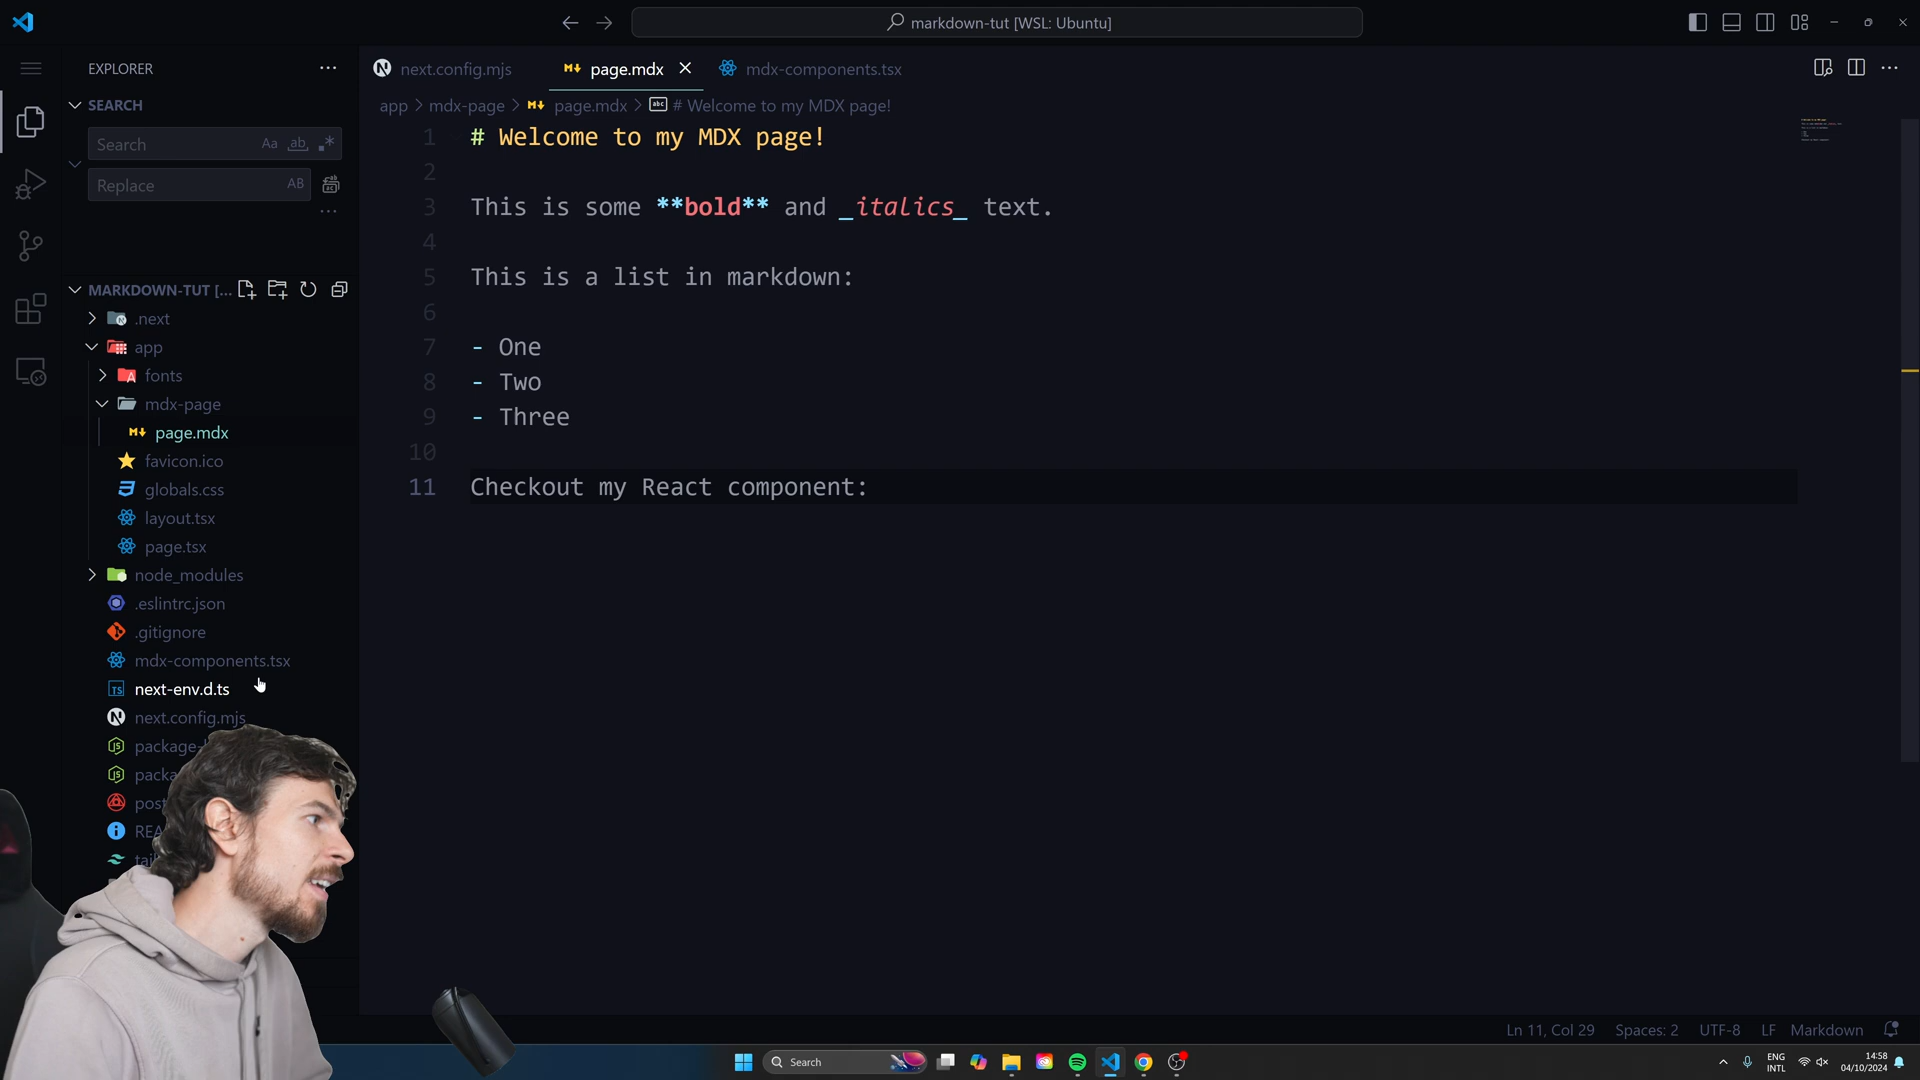 markdown-tut [WSL: Ubuntu]
EXPLORER
SEARCH
Search
Aa
ab
Replace
AB
MARKDOWN-TUT [...
.next
app
fonts
mdx-page
page.mdx
favicon.ico
globals.css
layout.tsx
page.tsx
node_modules
.eslintrc.json
.gitignore
mdx-components.tsx
next-env.d.ts
next.config.mjs
next.config.mjs
page.mdx
mdx-components.tsx
app > mdx-page > page.mdx > # Welcome to my MDX page!
1 # Welcome to my MDX page!
2
3 This is some **bold** and _italics_ text.
4
5 This is a list in markdown:
6
7 - One
8 - Two
9 - Three
10
11 Checkout my React component:
Ln 11, Col 29 Spaces: 2 UTF-8 LF Markdown
Search
ENG
INTL
14:58
04/10/2024